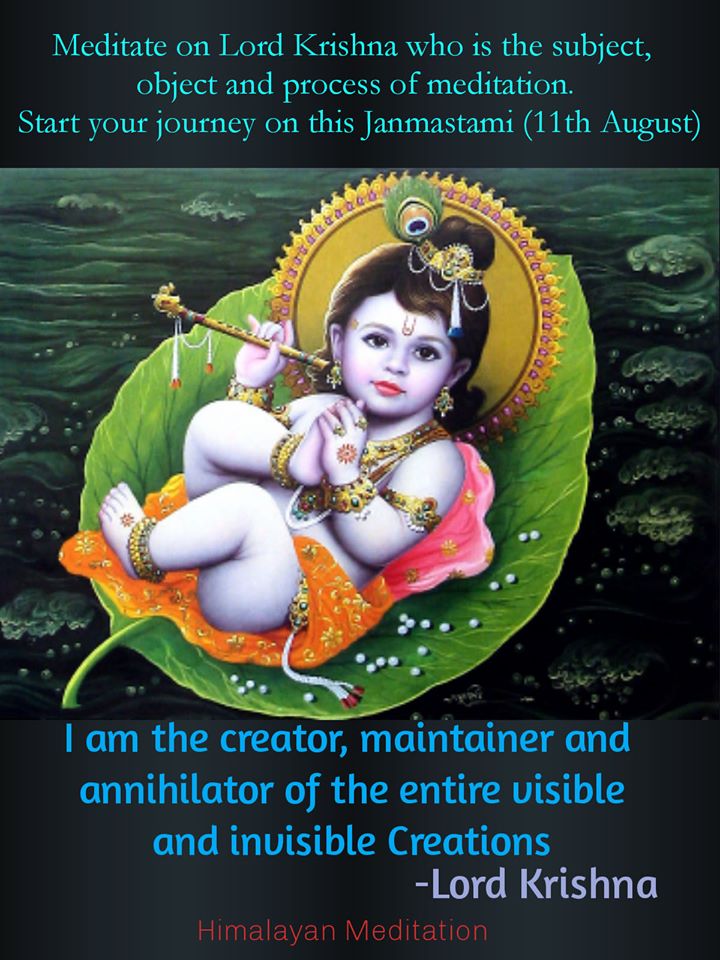 Meditate on Lord Krishna who is the subject,
object and process of meditation.
Start your journey on this Janmastami (11th August)
I am the creator, maintainer and
annihilator of the entire visible
and invisible Creations
-Lord Krishna
Himalayan Meditation